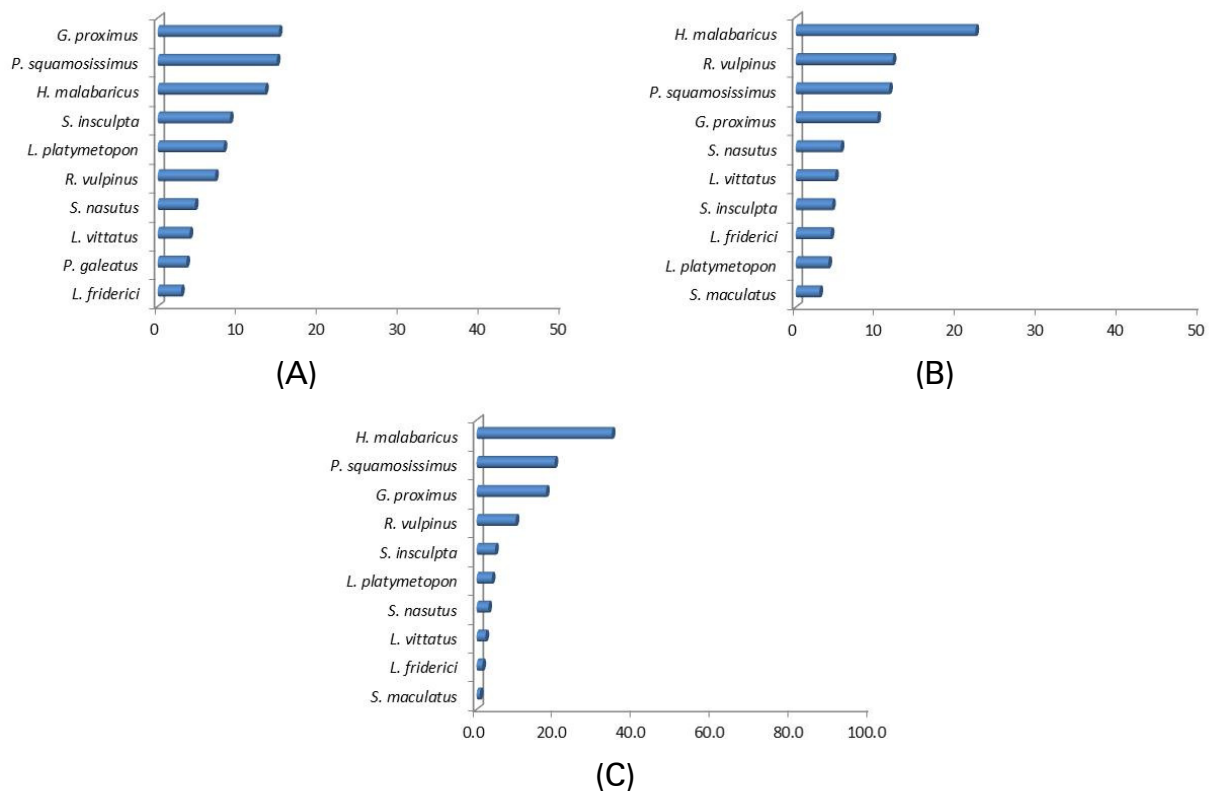 G. proximus
P. squamosissimus
H. malabaricus
S. insculpta
L. platymetopon
R. vulpinus
S. nasutus
L. vittatus
P. galeatus
L. friderici
0 10 20 30 40 50
(A)
H. malabaricus
R. vulpinus
P. squamosissimus
G. proximus
S. nasutus
L. vittatus
S. insculpta
L. friderici
L. platymetopon
S. maculatus
0 10 20 30 40 50
(B)
H. malabaricus
P. squamosissimus
G. proximus
R. vulpinus
S. insculpta
L. platymetopon
S. nasutus
L. vittatus
L. friderici
S. maculatus
0.0 20.0 40.0 60.0 80.0 100.0
(C)